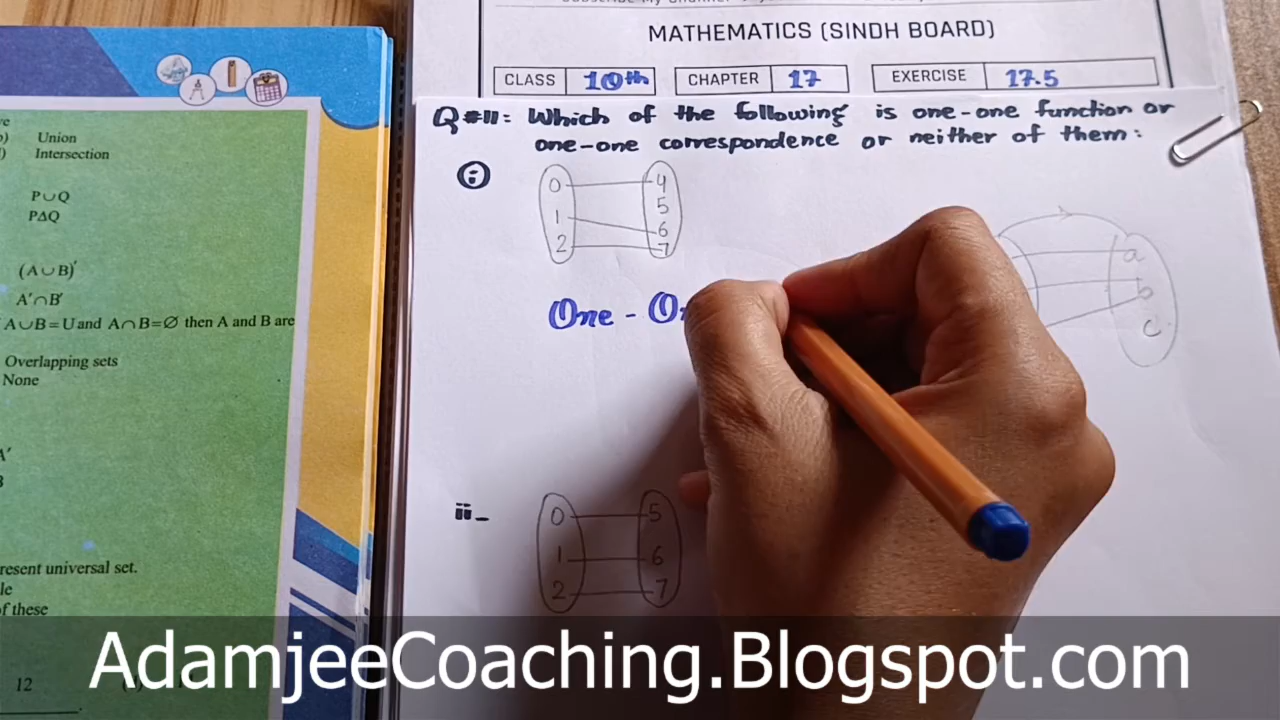 MATHEMATICS (SINDH BOARD)
CLASS 10th CHAPTER 17 EXERCISE 17.5
Q#11: Which of the following is one-one function or
one-one correspondence or neither of them:
i
0 4
5
1 6
2 7
One - On
ii-
0 5
1 6
2 7
a
b
c
Union
Intersection
P∪Q
P∆Q
(A∪B)′
A′∩B′
A∪B=U and A∩B=∅ then A and B are
Overlapping sets
None
A′
resent universal set.
le
of these
12
AdamjeeCoaching.Blogspot.com